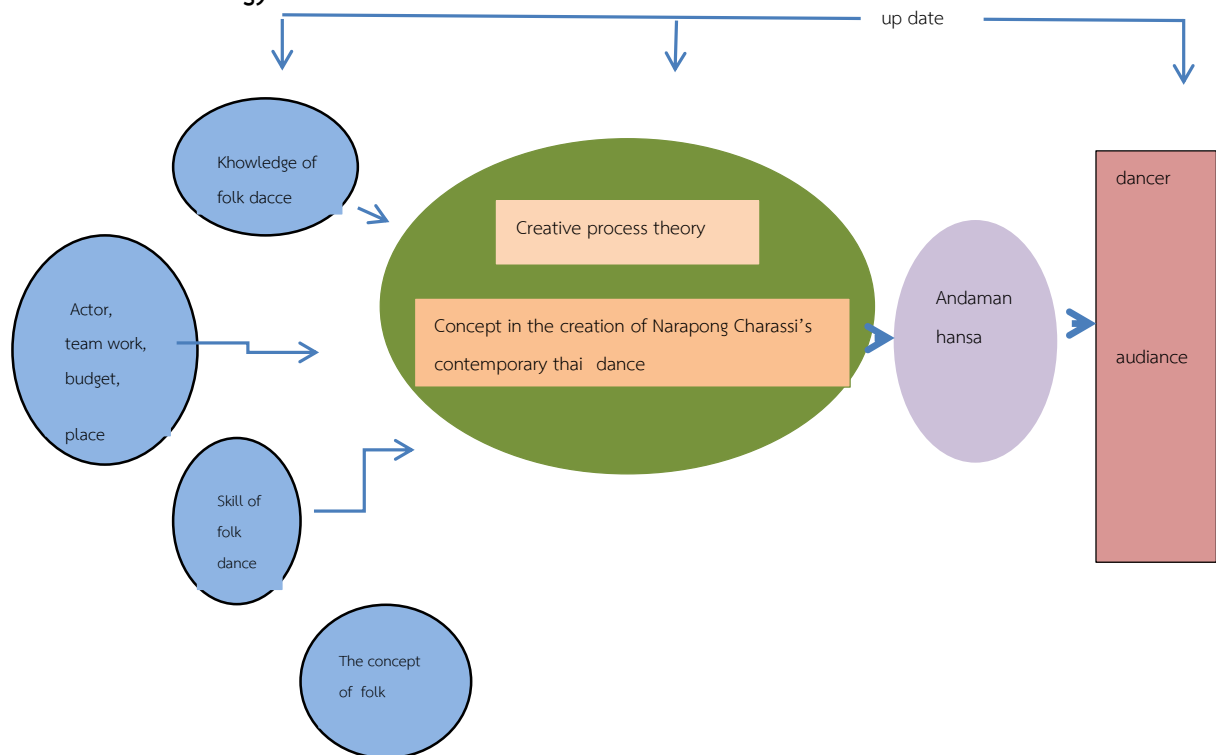 gy
up date
Khowledge of
folk dacce
Creative process theory
Actor,
team work,
budget,
place
Concept in the creation of Narapong Charassi’s
contemporary thai dance
Andaman
hansa
dancer
audiance
Skill of
folk
dance
The concept
of folk